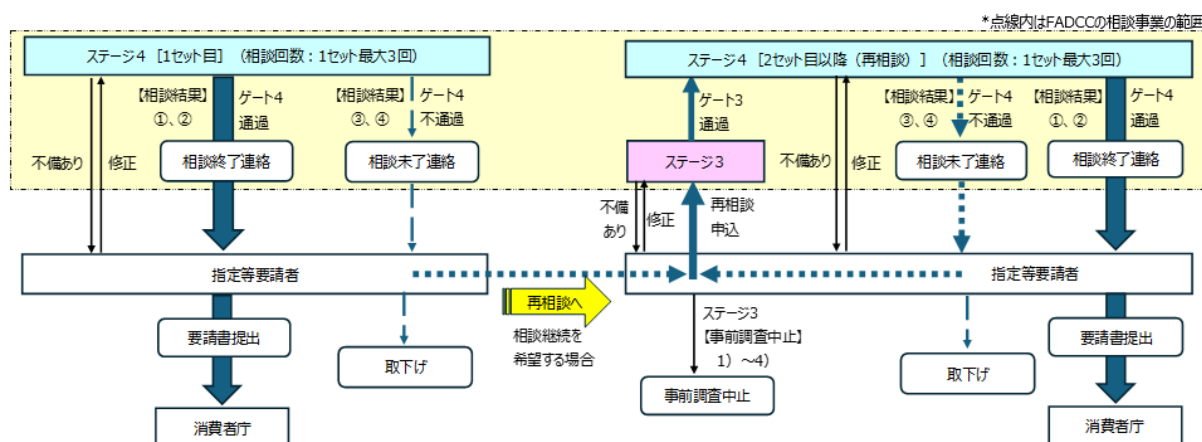 *点線内はFADCCの相談事業の範囲
ステージ4 [1セット目] (相談回数:1セット最大3回)
【相談結果】
①、②
ゲート4
通過
【相談結果】
③、④
ゲート4
不通過
不備あり
修正
相談終了連絡
相談未了連絡
指定等要請者
要請書提出
取下げ
消費者庁
再相談へ
相談継続を
希望する場合
ステージ4 [2セット目以降(再相談)] (相談回数:1セット最大3回)
ゲート3
通過
ステージ3
不備
あり
修正
再相談
申込
不備あり
修正
【相談結果】
③、④
ゲート4
不通過
【相談結果】
①、②
ゲート4
通過
相談未了連絡
相談終了連絡
指定等要請者
ステージ3
【事前調査中止】
1)~4)
事前調査中止
取下げ
要請書提出
消費者庁